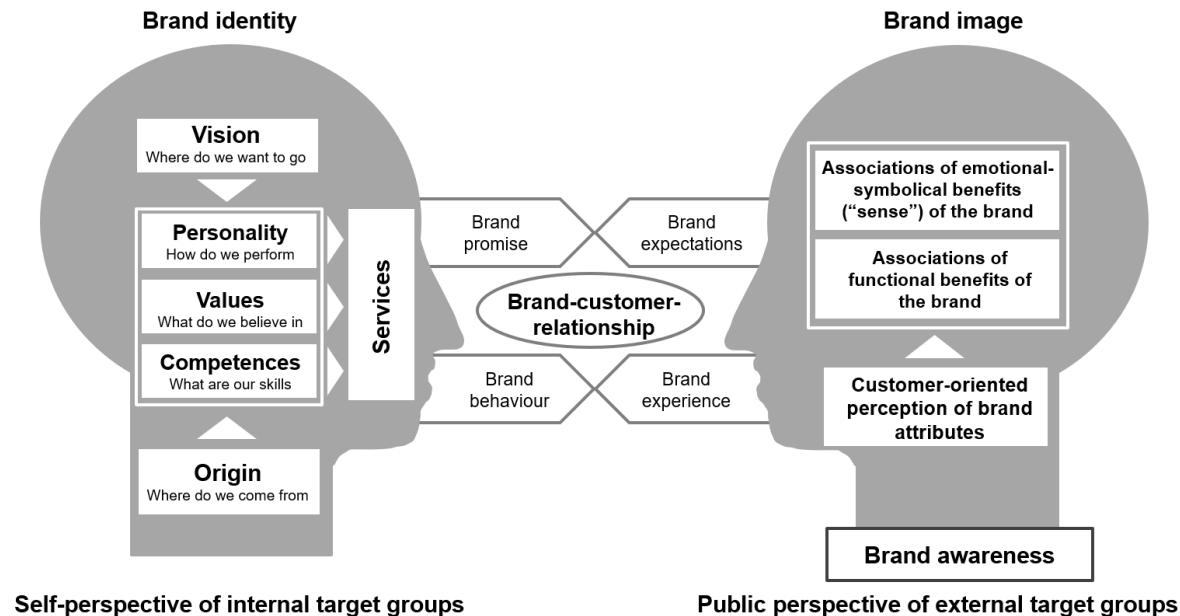 Brand identity
Vision
Where do we want to go
Personality
How do we perform
Values
What do we believe in
Competences
What are our skills
Services
Origin
Where do we come from
Self-perspective of internal target groups
Brand
promise
Brand
expectations
Brand-customer-
relationship
Brand
behaviour
Brand
experience
Brand image
Associations of emotional-
symbolical benefits
(“sense”) of the brand
Associations of
functional benefits of
the brand
Customer-oriented
perception of brand
attributes
Brand awareness
Public perspective of external target groups